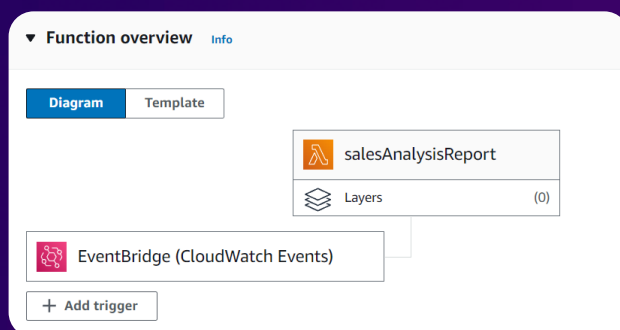 Function overview Info
Diagram Template
salesAnalysisReport
Layers (0)
EventBridge (CloudWatch Events)
+ Add trigger